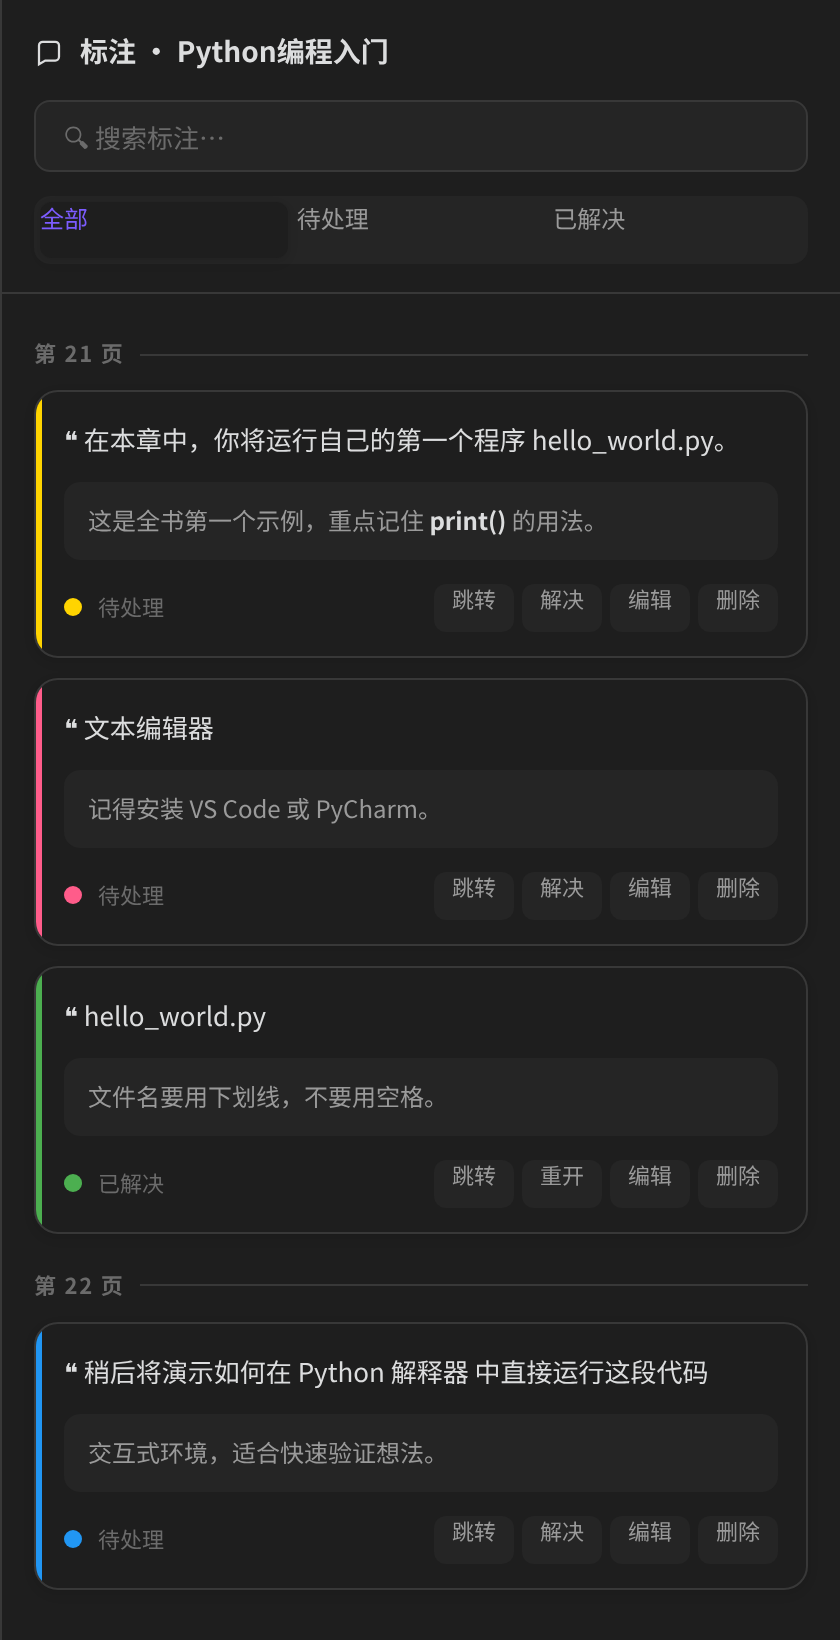 标注 · Python编程入门
🔍 搜索标注…
全部 待处理 已解决
第 21 页
❝ 在本章中，你将运行自己的第一个程序 hello_world.py。
这是全书第一个示例，重点记住 print() 的用法。
待处理 跳转 解决 编辑 删除
❝ 文本编辑器
记得安装 VS Code 或 PyCharm。
待处理 跳转 解决 编辑 删除
❝ hello_world.py
文件名要用下划线，不要用空格。
已解决 跳转 重开 编辑 删除
第 22 页
❝ 稍后将演示如何在 Python 解释器 中直接运行这段代码
交互式环境，适合快速验证想法。
待处理 跳转 解决 编辑 删除